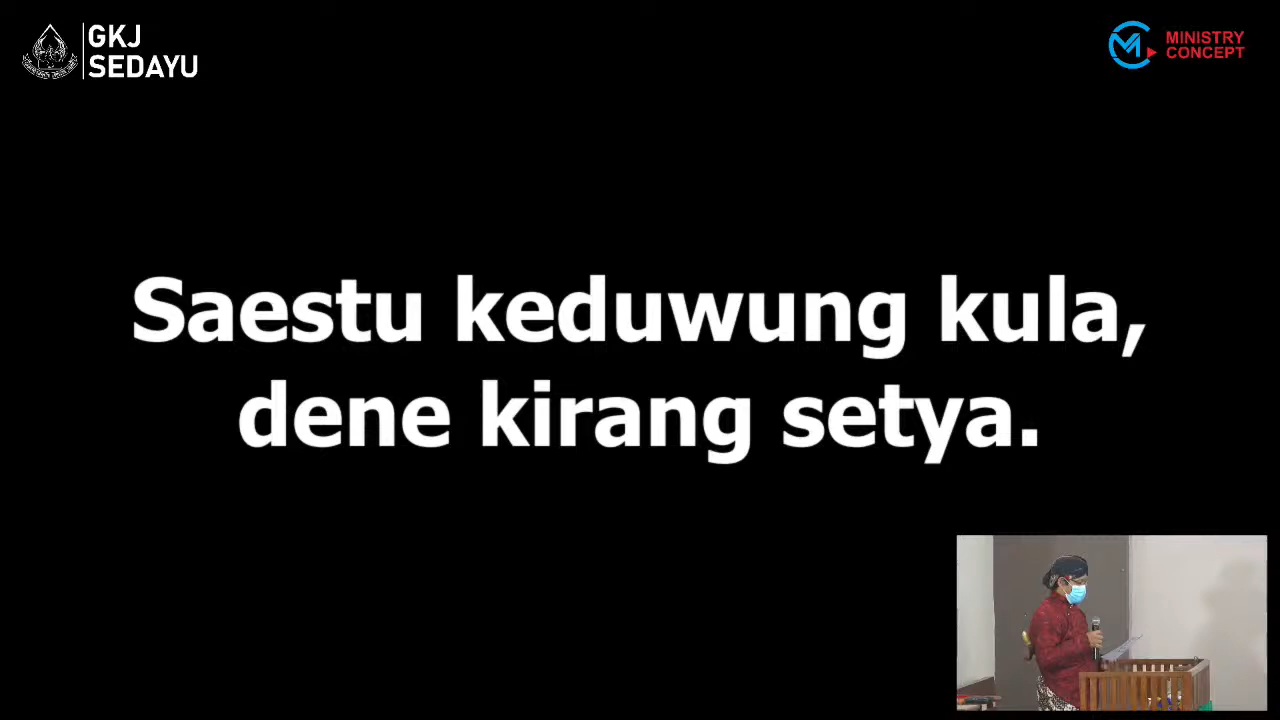 GKJ
SEDAYU
MINISTRY
CONCEPT
Saestu keduwung kula,
dene kirang setya.